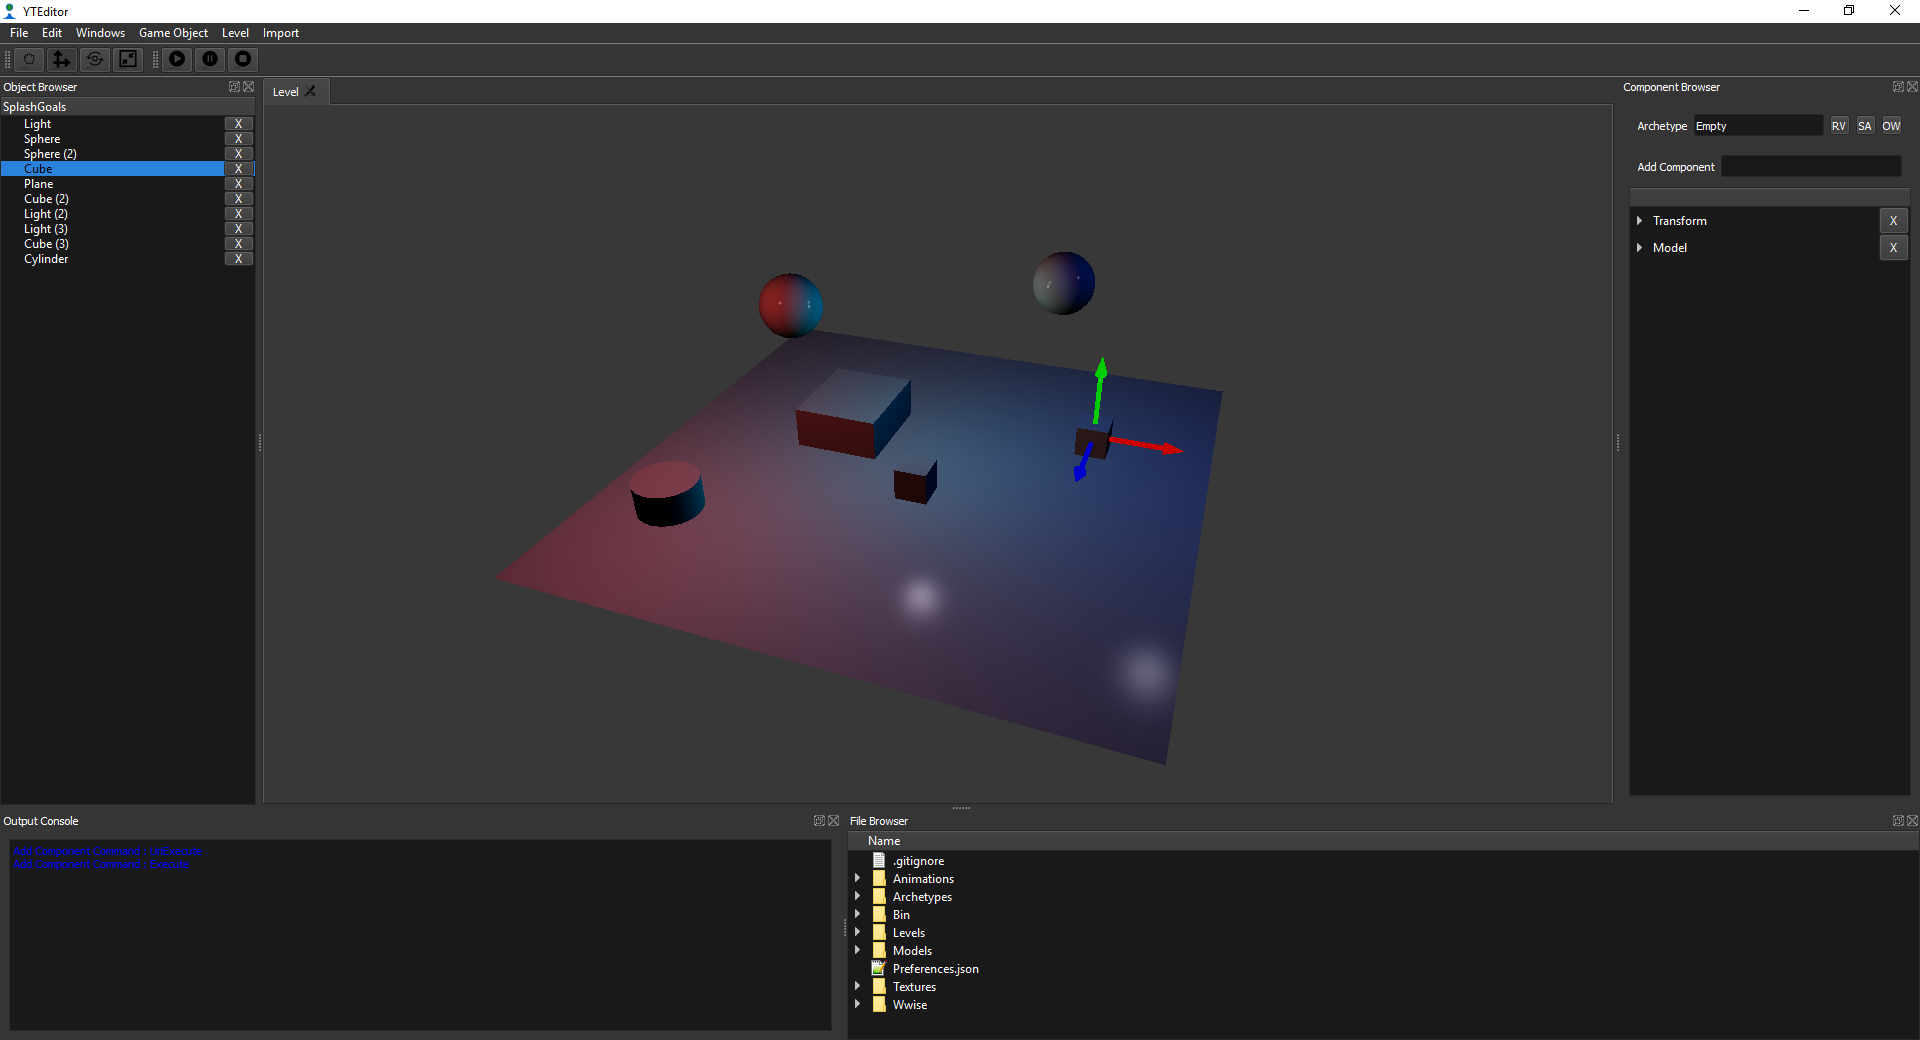 YTEditor
File Edit Windows Game Object Level Import
Object Browser
SplashGoals
Light X
Sphere X
Sphere (2) X
Cube X
Plane X
Cube (2) X
Light (2) X
Light (3) X
Cube (3) X
Cylinder X
Level
Component Browser
Archetype Empty RV SA OW
Add Component
Transform X
Model X
Output Console
Add Component Command : UnExecute
Add Component Command : Execute
File Browser
Name
.gitignore
Animations
Archetypes
Bin
Levels
Models
Preferences.json
Textures
Wwise